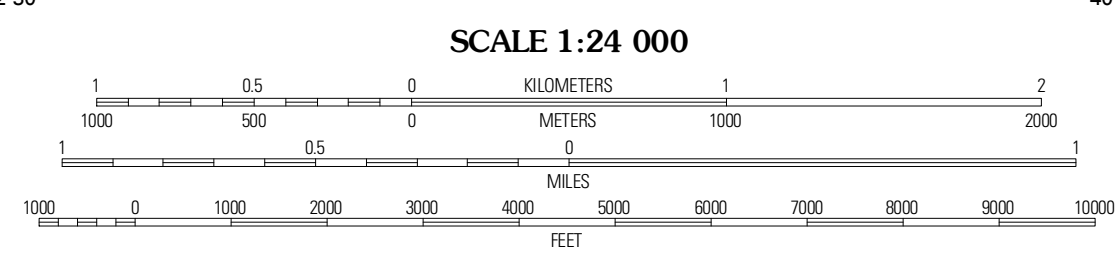 SCALE 1:24 000
1 0.5 0 KILOMETERS 1 2
1000 500 0 METERS 1000 2000
1 0.5 0 1
MILES
1000 0 1000 2000 3000 4000 5000 6000 7000 8000 9000 10000
FEET